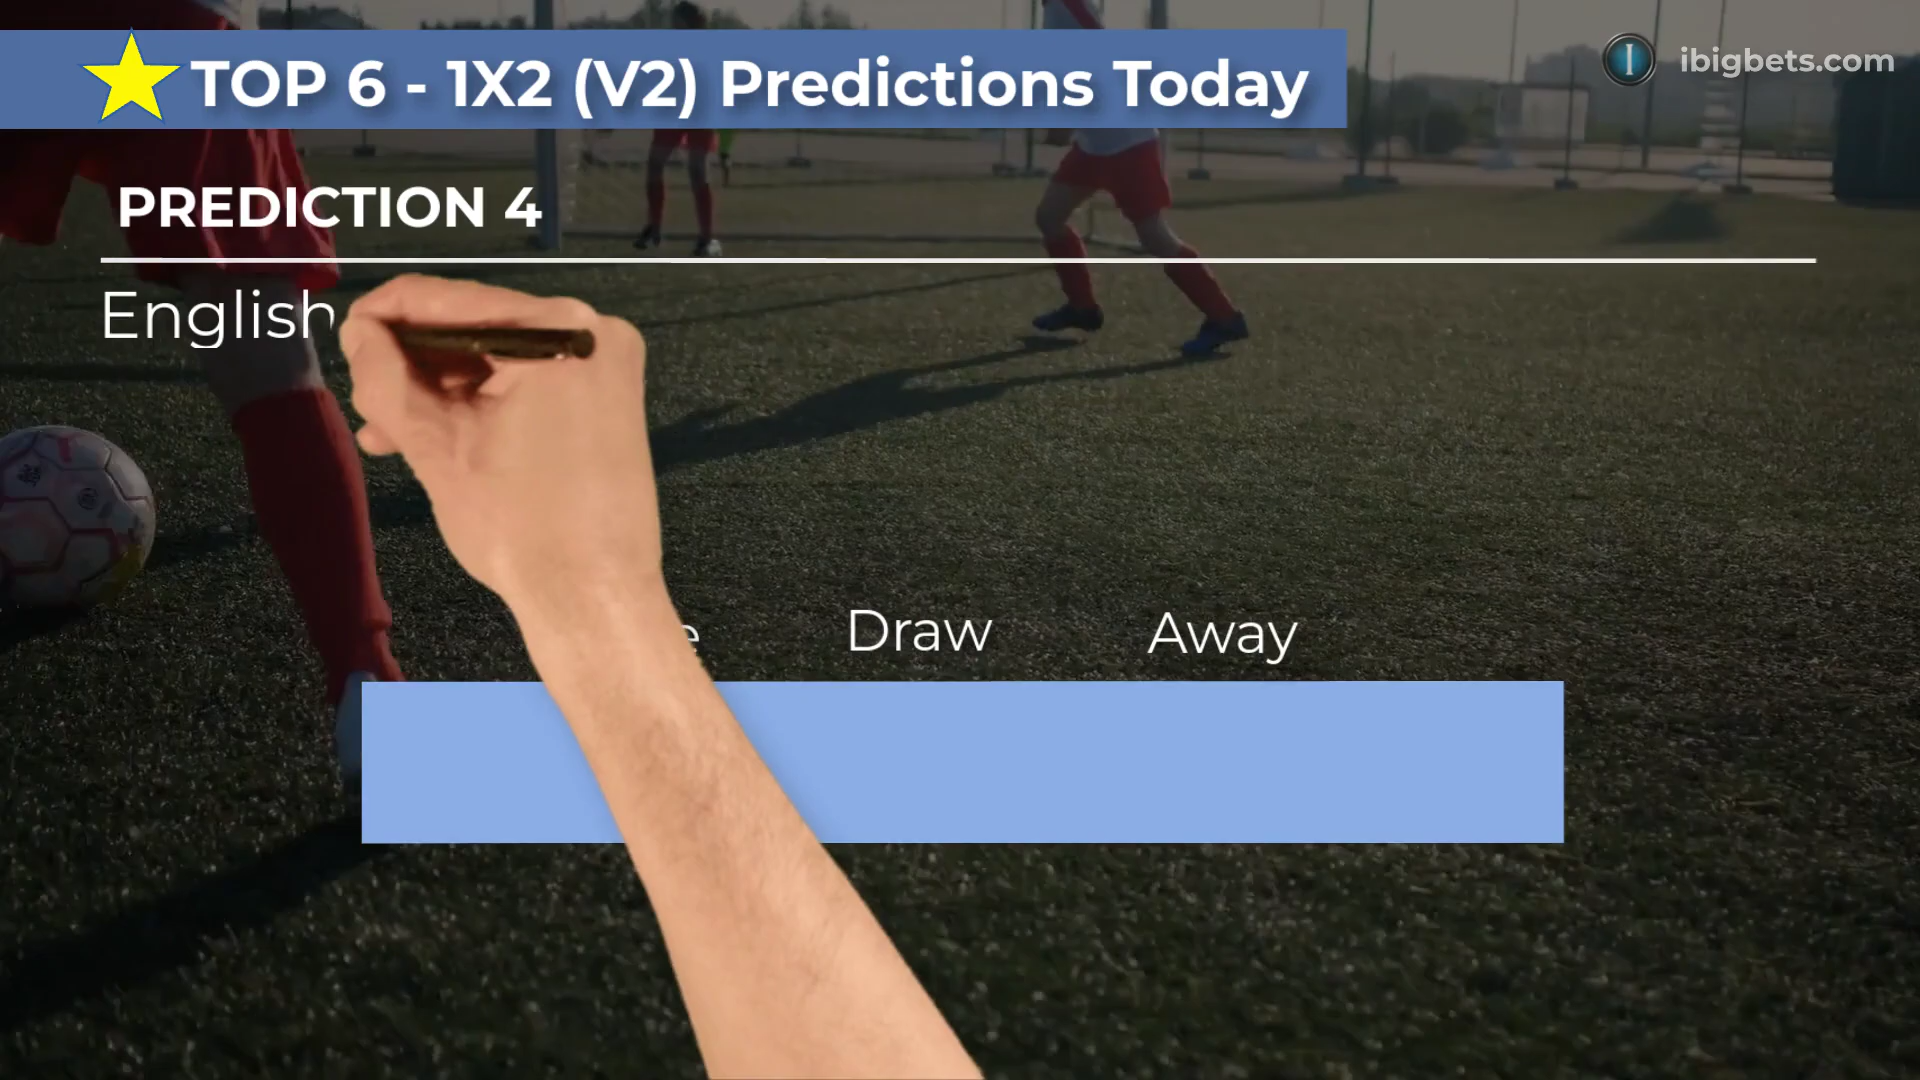 TOP 6 - 1X2 (V2) Predictions Today
I ibigbets.com
PREDICTION 4
English
Draw Away